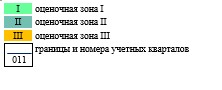 I оценочная зона I
II оценочная зона II
III оценочная зона III
границы и номера учетных кварталов
011